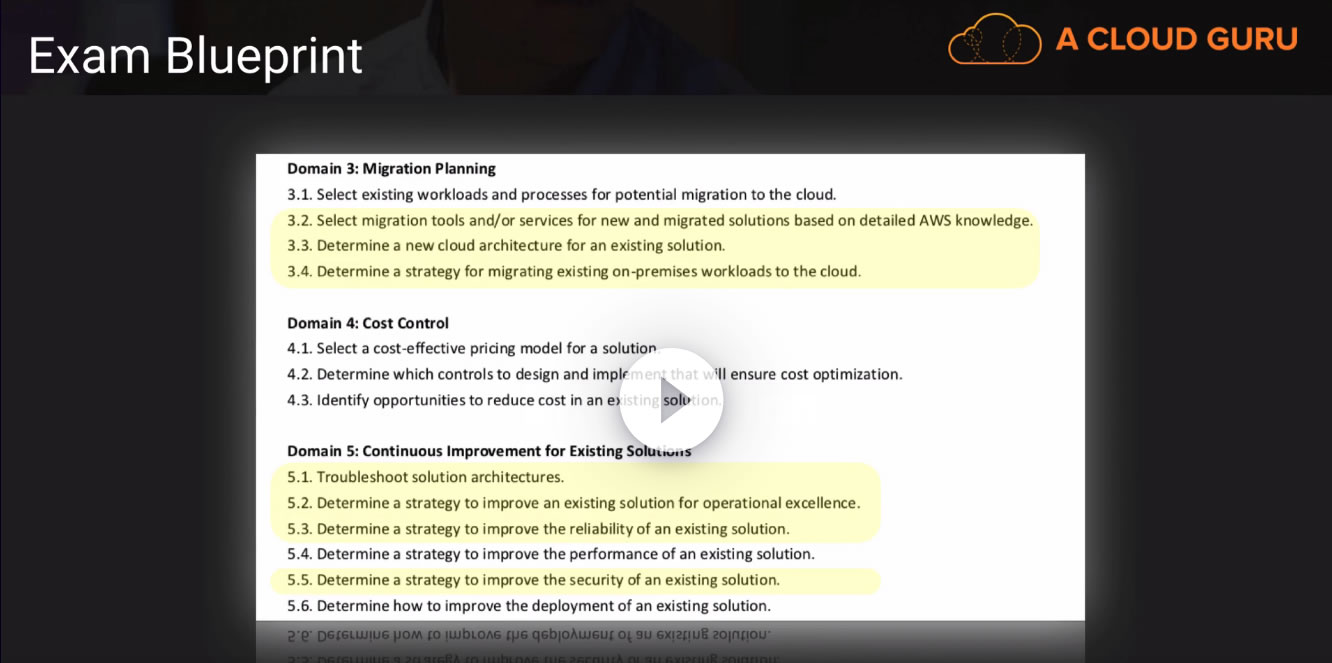 Exam Blueprint
A CLOUD GURU
Domain 3: Migration Planning
3.1. Select existing workloads and processes for potential migration to the cloud.
3.2. Select migration tools and/or services for new and migrated solutions based on detailed AWS knowledge.
3.3. Determine a new cloud architecture for an existing solution.
3.4. Determine a strategy for migrating existing on-premises workloads to the cloud.
Domain 4: Cost Control
4.1. Select a cost-effective pricing model for a solution.
4.2. Determine which controls to design and implement that will ensure cost optimization.
4.3. Identify opportunities to reduce cost in an existing solution.
Domain 5: Continuous Improvement for Existing Solutions
5.1. Troubleshoot solution architectures.
5.2. Determine a strategy to improve an existing solution for operational excellence.
5.3. Determine a strategy to improve the reliability of an existing solution.
5.4. Determine a strategy to improve the performance of an existing solution.
5.5. Determine a strategy to improve the security of an existing solution.
5.6. Determine how to improve the deployment of an existing solution.